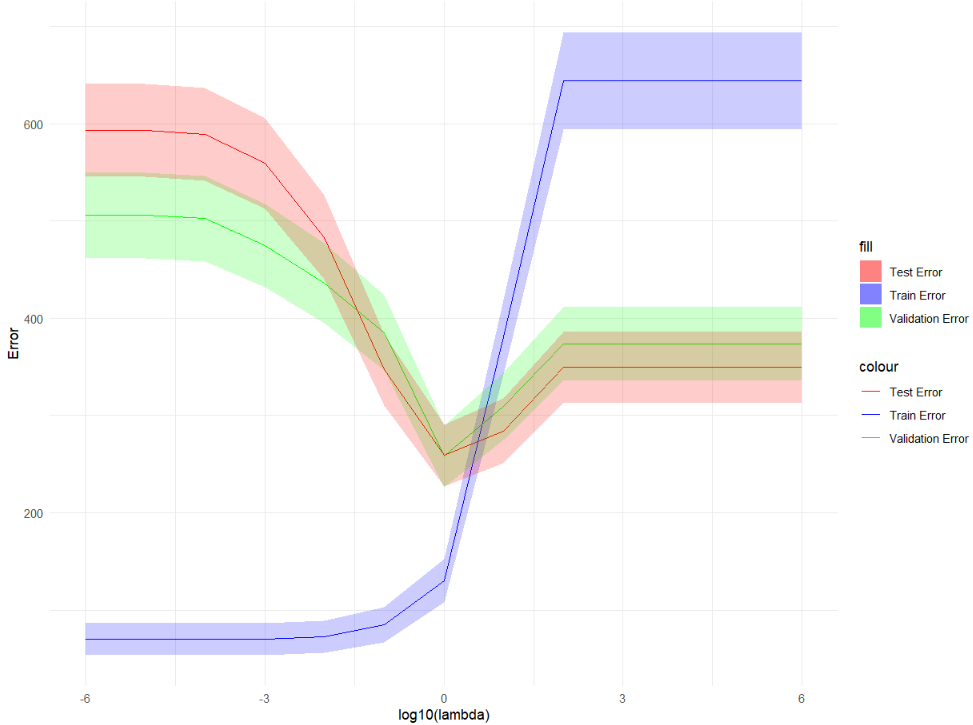 600
400
200
Error
-6
-3
0
3
6
log10(lambda)
fill
Test Error
Train Error
Validation Error
colour
Test Error
Train Error
Validation Error